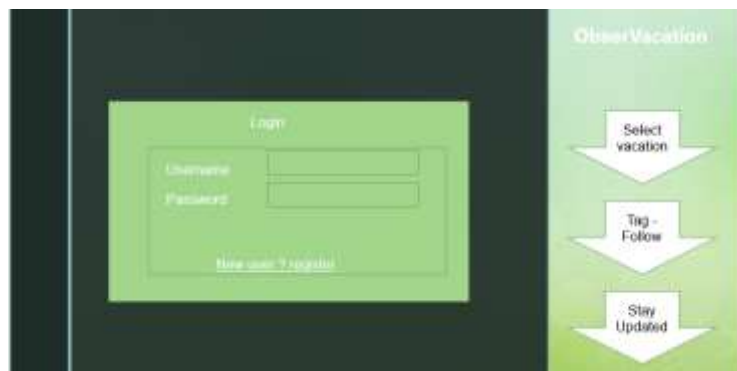 ObserVacation
Login
Username
Password
New user ? register
Select
vacation
Tag -
Follow
Stay
Updated